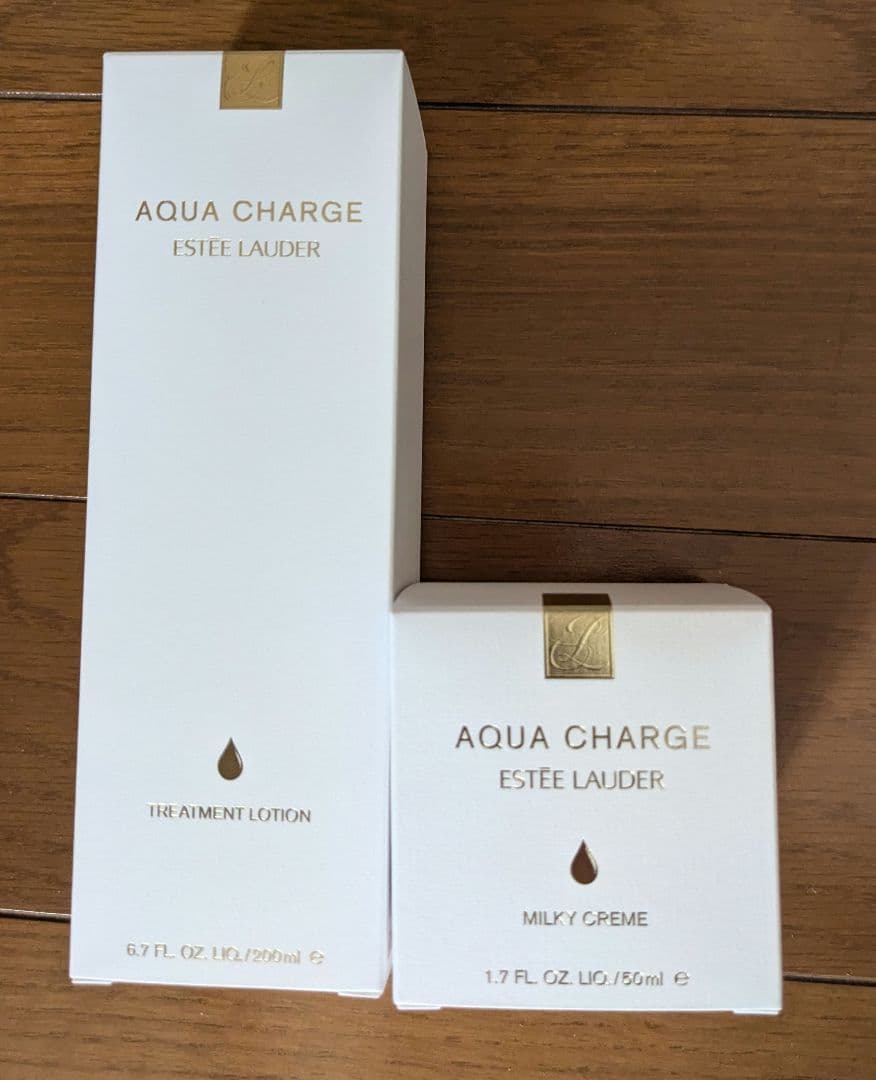 AQUA CHARGE
ESTĒE LAUDER
TREATMENT LOTION
6.7 FL. OZ. LIQ./200ml ℮
AQUA CHARGE
ESTĒE LAUDER
MILKY CREME
1.7 FL. OZ. LIQ./50ml ℮